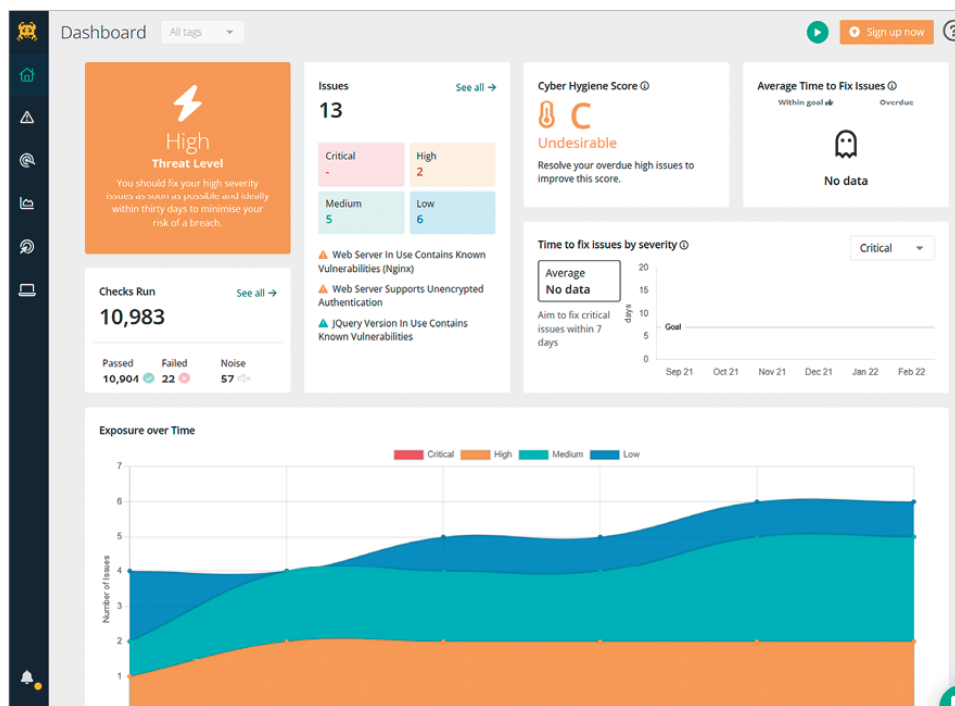 Dashboard
All tags
Sign up now
High
Threat Level
You should fix your high severity
issues as soon as possible and ideally
within thirty days to minimise your
risk of a breach.
Issues
See all →
13
Critical
-
High
2
Medium
5
Low
6
Web Server In Use Contains Known
Vulnerabilities (Nginx)
Web Server Supports Unencrypted
Authentication
JQuery Version In Use Contains
Known Vulnerabilities
Cyber Hygiene Score
C
Undesirable
Resolve your overdue high issues to
improve this score.
Average Time to Fix Issues
Within goal
Overdue
No data
Checks Run
See all →
10,983
Passed
Failed
Noise
10,904
22
57
Time to fix issues by severity
Critical
Average
No data
Aim to fix critical
issues within 7
days
days
20
15
10
5
0
Goal
Sep 21
Oct 21
Nov 21
Dec 21
Jan 22
Feb 22
Exposure over Time
Critical
High
Medium
Low
Number of Issues
7
6
5
4
3
2
1